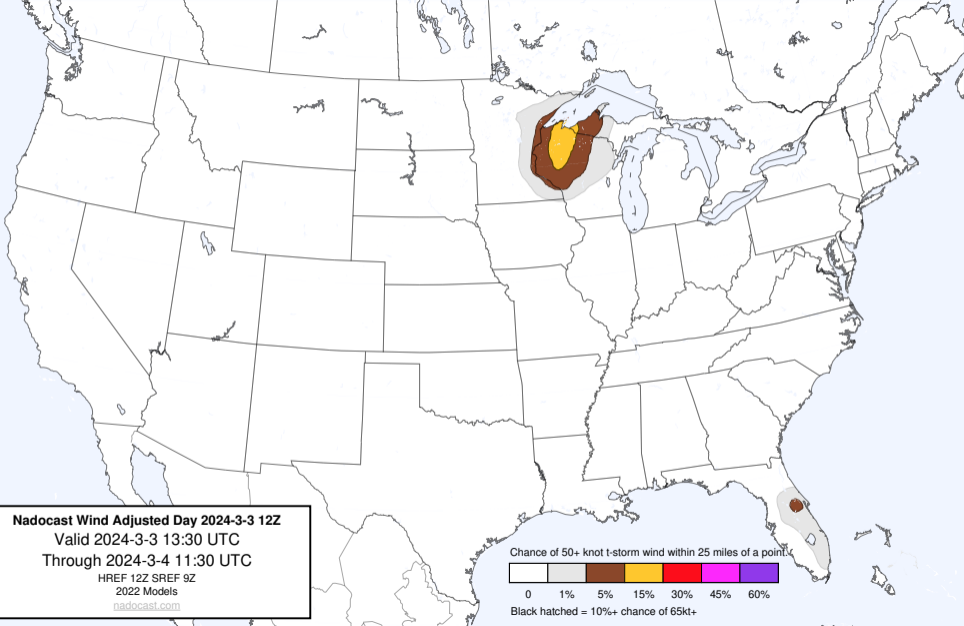 Nadocast Wind Adjusted Day 2024-3-3 12Z
Valid 2024-3-3 13:30 UTC
Through 2024-3-4 11:30 UTC
HREF 12Z SREF 9Z
2022 Models
nadocast.com
Chance of 50+ knot t-storm wind within 25 miles of a point.
0 1% 5% 15% 30% 45% 60%
Black hatched = 10%+ chance of 65kt+